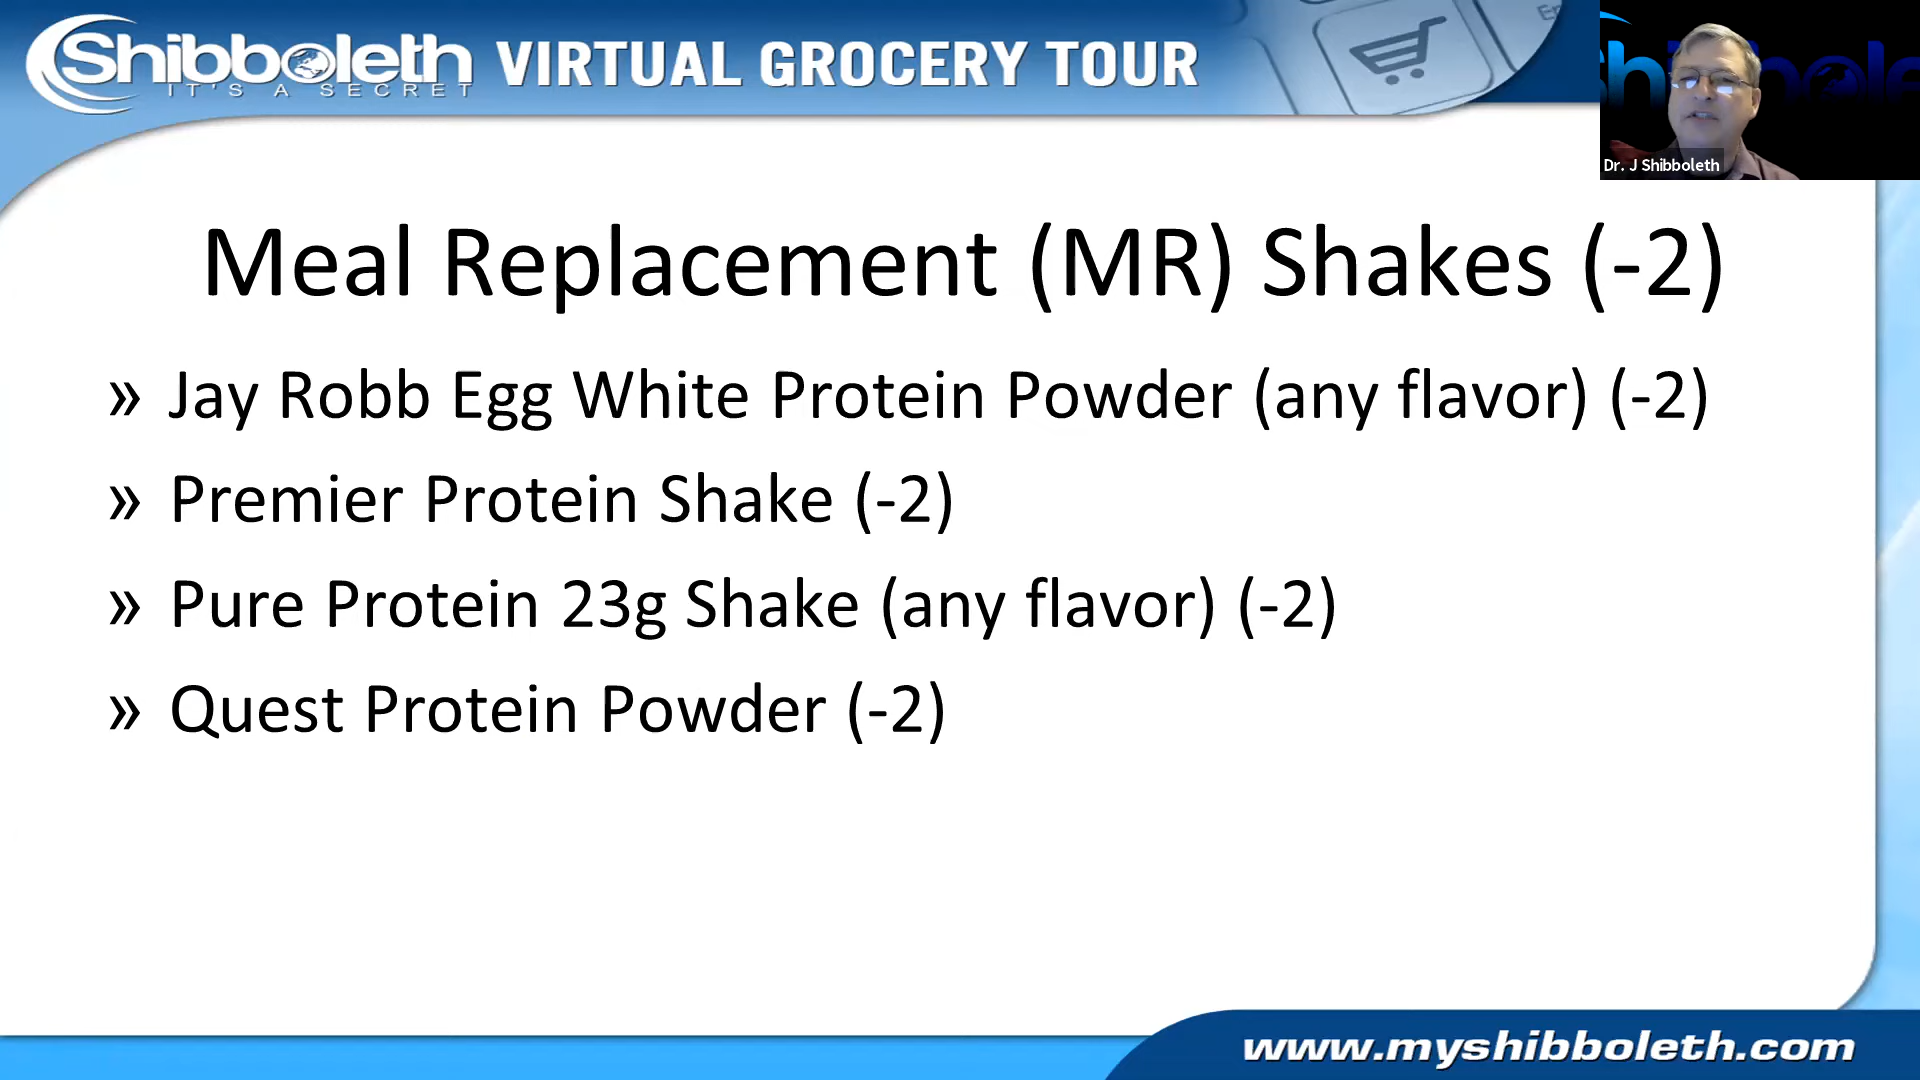 Shibboleth VIRTUAL GROCERY TOUR
IT'S A SECRET
Dr. J Shibboleth
Meal Replacement (MR) Shakes (-2)
» Jay Robb Egg White Protein Powder (any flavor) (-2)
» Premier Protein Shake (-2)
» Pure Protein 23g Shake (any flavor) (-2)
» Quest Protein Powder (-2)
www.myshibboleth.com